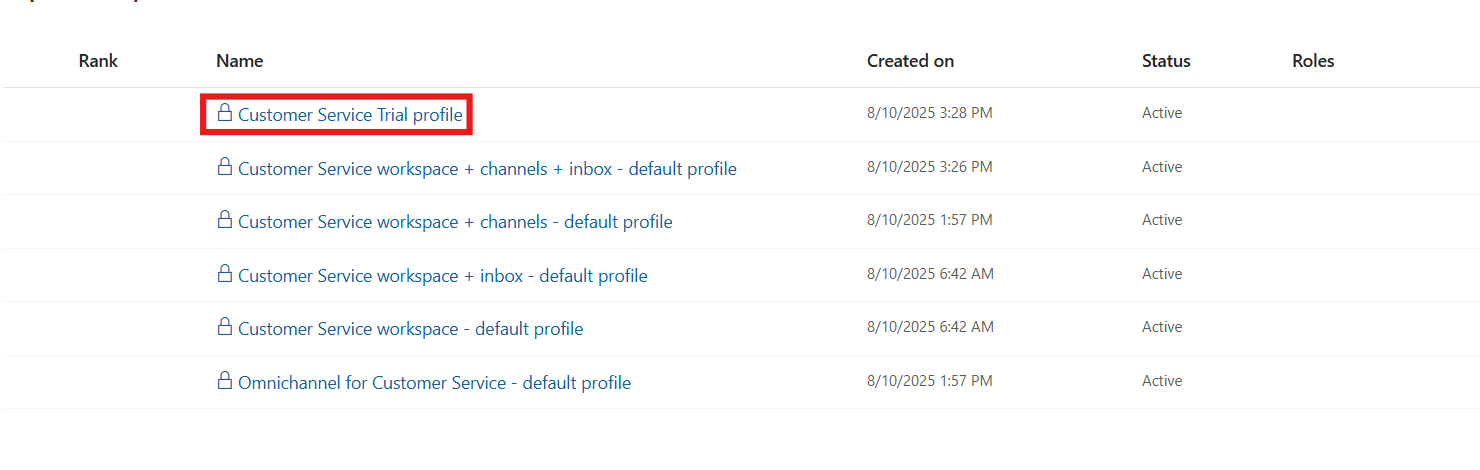 Rank Name Created on Status Roles
Customer Service Trial profile 8/10/2025 3:28 PM Active
Customer Service workspace + channels + inbox - default profile 8/10/2025 3:26 PM Active
Customer Service workspace + channels - default profile 8/10/2025 1:57 PM Active
Customer Service workspace + inbox - default profile 8/10/2025 6:42 AM Active
Customer Service workspace - default profile 8/10/2025 6:42 AM Active
Omnichannel for Customer Service - default profile 8/10/2025 1:57 PM Active